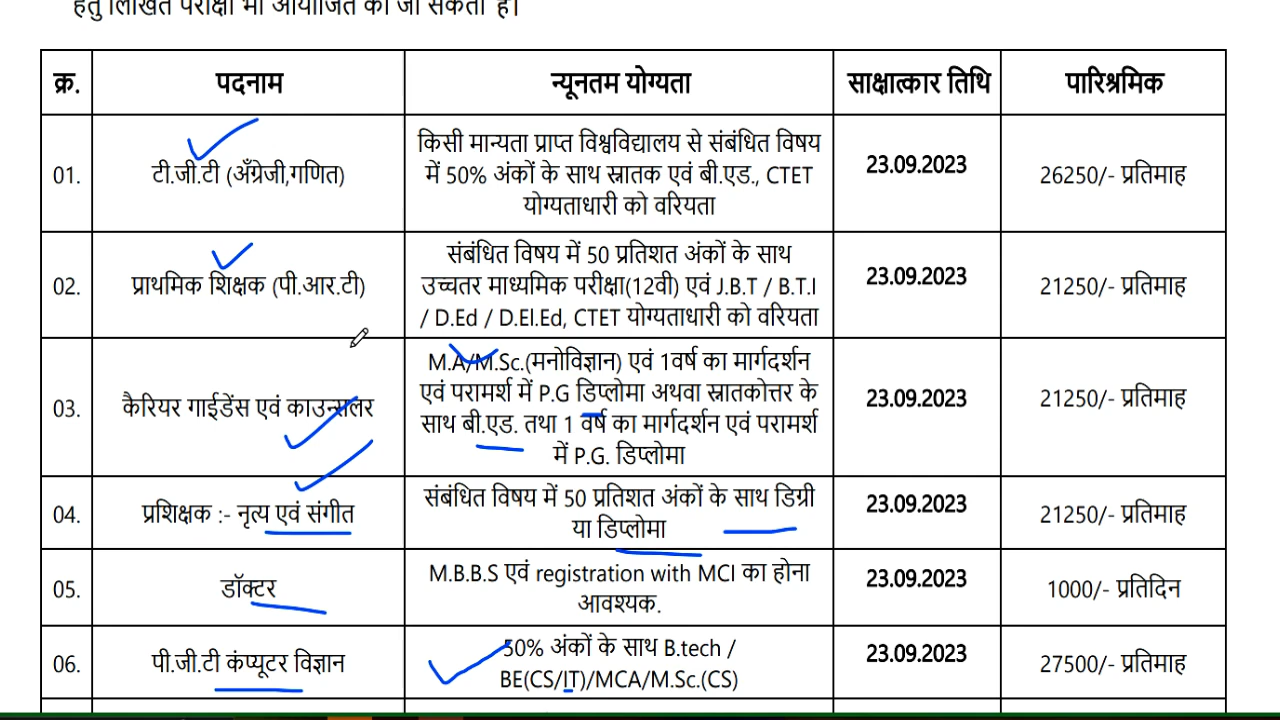 हेतु लिखित परीक्षा भी आयोजित की जा सकती है।
क्र. पदनाम न्यूनतम योग्यता साक्षात्कार तिथि पारिश्रमिक
किसी मान्यता प्राप्त विश्वविद्यालय से संबंधित विषय
01. टी.जी.टी (अँग्रेजी,गणित) में 50% अंकों के साथ स्नातक एवं बी.एड., CTET 23.09.2023 26250/- प्रतिमाह
योग्यताधारी को वरियता
संबंधित विषय में 50 प्रतिशत अंकों के साथ
02. प्राथमिक शिक्षक (पी.आर.टी) उच्चतर माध्यमिक परीक्षा(12वी) एवं J.B.T / B.T.I 23.09.2023 21250/- प्रतिमाह
/ D.Ed / D.El.Ed, CTET योग्यताधारी को वरियता
M.A/M.Sc.(मनोविज्ञान) एवं 1वर्ष का मार्गदर्शन
03. कैरियर गाईडेंस एवं काउन्सलर एवं परामर्श में P.G डिप्लोमा अथवा स्नातकोत्तर के 23.09.2023 21250/- प्रतिमाह
साथ बी.एड. तथा 1 वर्ष का मार्गदर्शन एवं परामर्श
में P.G. डिप्लोमा
संबंधित विषय में 50 प्रतिशत अंकों के साथ डिग्री
04. प्रशिक्षक :- नृत्य एवं संगीत या डिप्लोमा 23.09.2023 21250/- प्रतिमाह
M.B.B.S एवं registration with MCI का होना
05. डॉक्टर आवश्यक. 23.09.2023 1000/- प्रतिदिन
50% अंकों के साथ B.tech /
06. पी.जी.टी कंप्यूटर विज्ञान BE(CS/IT)/MCA/M.Sc.(CS) 23.09.2023 27500/- प्रतिमाह